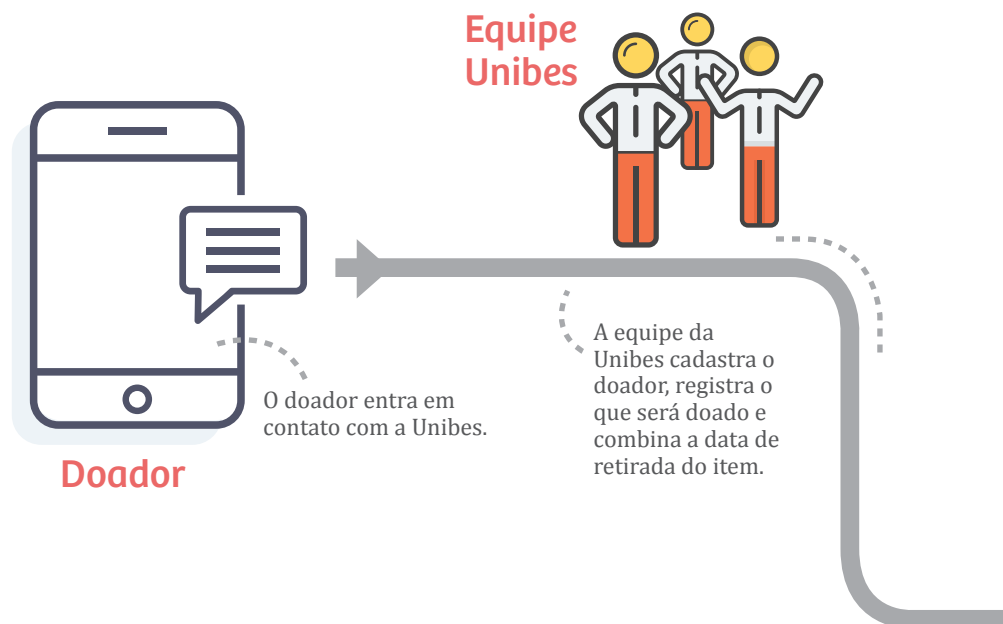 Equipe
Unibes
O doador entra em
contato com a Unibes.
Doador
A equipe da
Unibes cadastra o
doador, registra o
que será doado e
combina a data de
retirada do item.